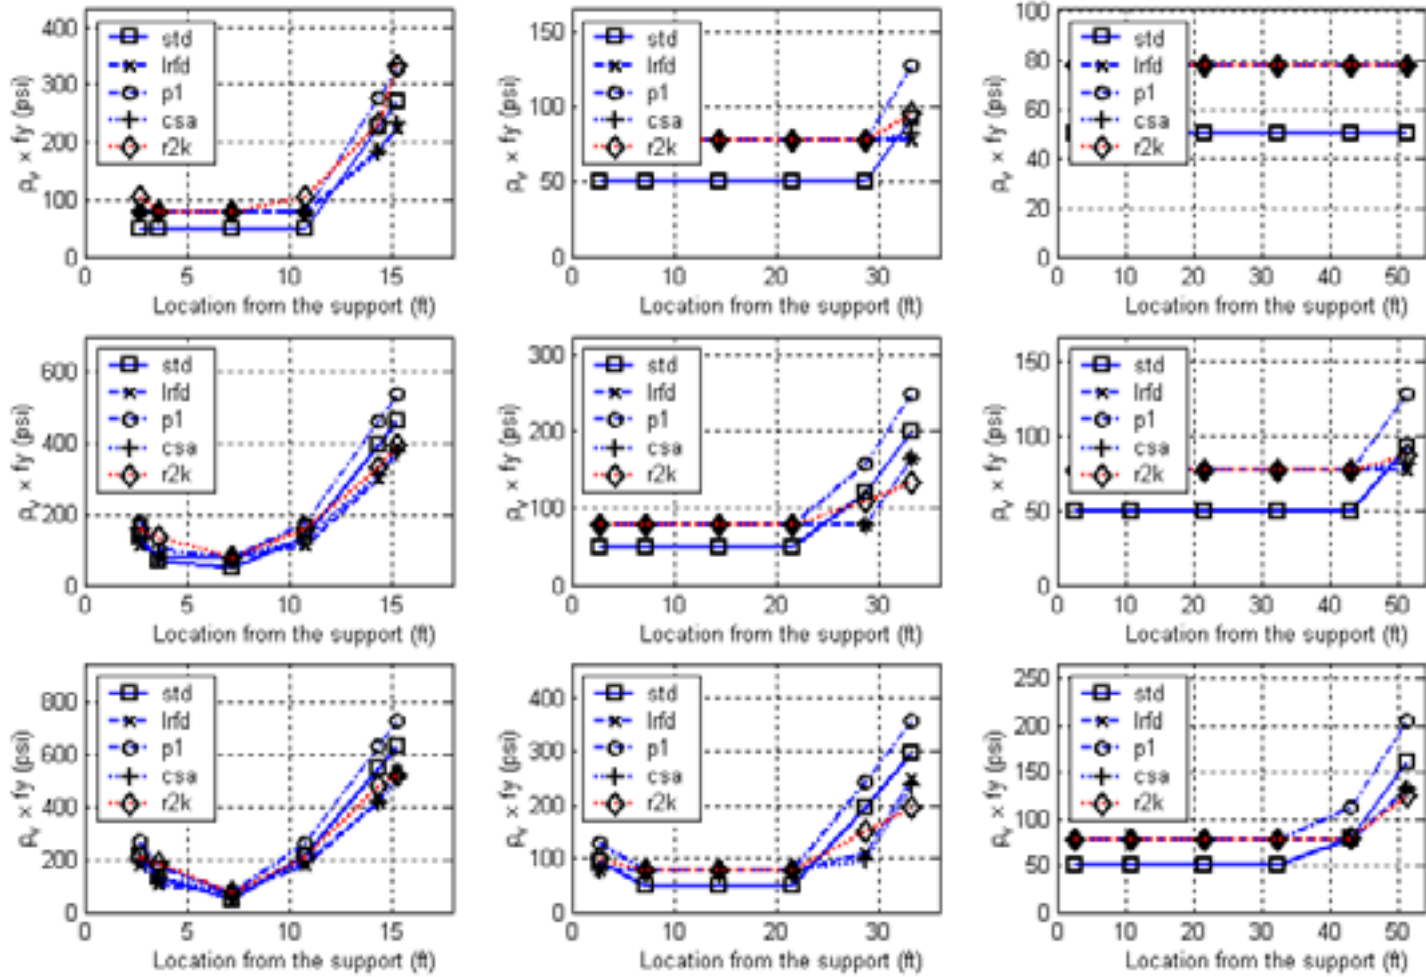 400
300
200
100
0
ρv × fy (psi)
std
lrfd
p1
csa
r2k
0 5 10 15
Location from the support (ft)
150
100
50
0
ρv × fy (psi)
std
lrfd
p1
csa
r2k
0 10 20 30
Location from the support (ft)
100
80
60
40
20
0
ρv × fy (psi)
std
lrfd
p1
csa
r2k
0 10 20 30 40 50
Location from the support (ft)
600
400
200
0
ρv × fy (psi)
std
lrfd
p1
csa
r2k
0 5 10 15
Location from the support (ft)
300
200
100
0
ρv × fy (psi)
std
lrfd
p1
csa
r2k
0 10 20 30
Location from the support (ft)
150
100
50
0
ρv × fy (psi)
std
lrfd
p1
csa
r2k
0 10 20 30 40 50
Location from the support (ft)
800
600
400
200
0
ρv × fy (psi)
std
lrfd
p1
csa
r2k
0 5 10 15
Location from the support (ft)
400
300
200
100
0
ρv × fy (psi)
std
lrfd
p1
csa
r2k
0 10 20 30
Location from the support (ft)
250
200
150
100
50
0
ρv × fy (psi)
std
lrfd
p1
csa
r2k
0 10 20 30 40 50
Location from the support (ft)